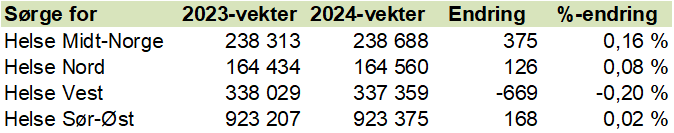 Sørge for 2023-vekter 2024-vekter Endring %-endring
Helse Midt-Norge 238 313 238 688 375 0,16 %
Helse Nord 164 434 164 560 126 0,08 %
Helse Vest 338 029 337 359 -669 -0,20 %
Helse Sør-Øst 923 207 923 375 168 0,02 %